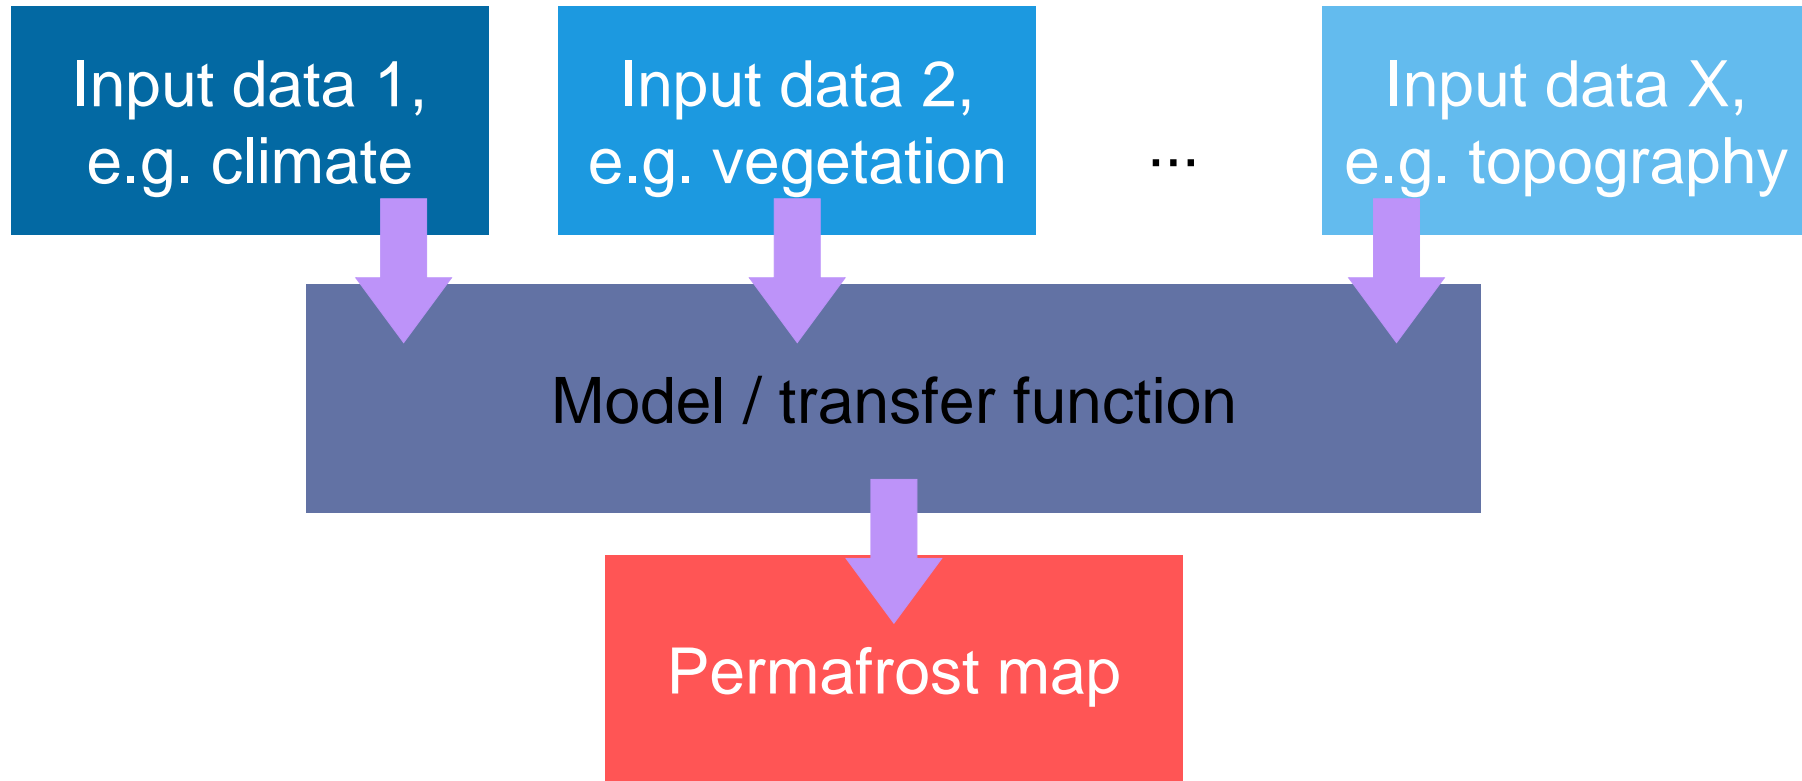 Input data 1,
e.g. climate
Input data 2,
e.g. vegetation
...
Input data X,
e.g. topography
Model / transfer function
Permafrost map